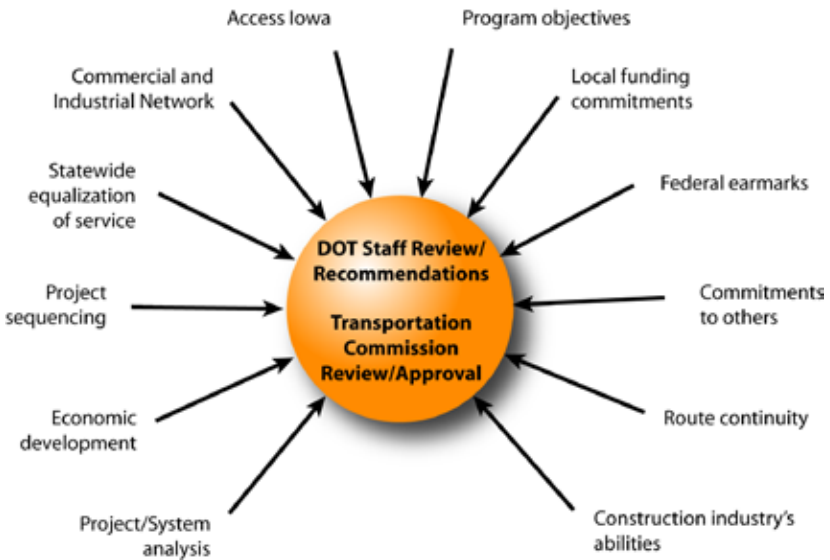 Access Iowa
Program objectives
Commercial and
Industrial Network
Local funding
commitments
Statewide
equalization
of service
Federal earmarks
DOT Staff Review/
Recommendations
Transportation
Commission
Review/Approval
Project
sequencing
Commitments
to others
Economic
development
Route continuity
Project/System
analysis
Construction industry's
abilities